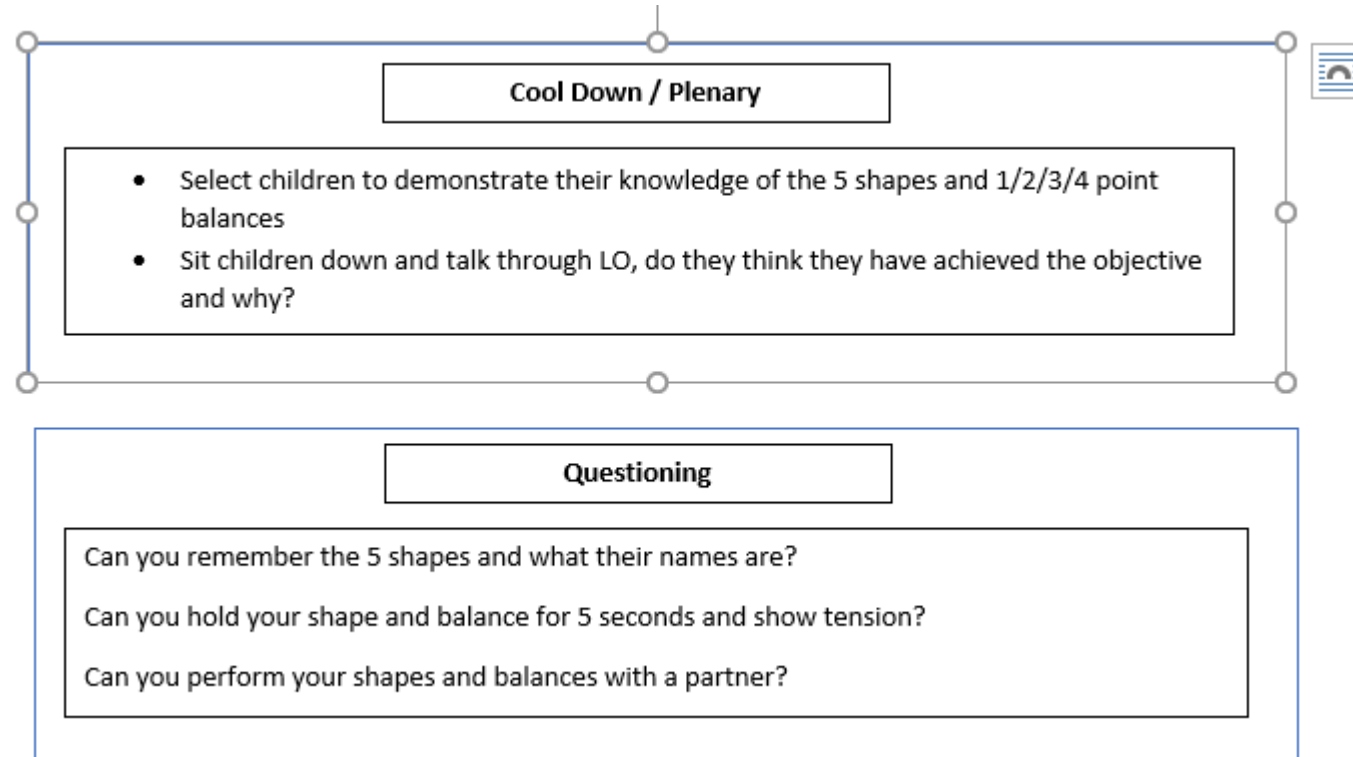 Cool Down / Plenary
• Select children to demonstrate their knowledge of the 5 shapes and 1/2/3/4 point
balances
• Sit children down and talk through LO, do they think they have achieved the objective
and why?
Questioning
Can you remember the 5 shapes and what their names are?
Can you hold your shape and balance for 5 seconds and show tension?
Can you perform your shapes and balances with a partner?